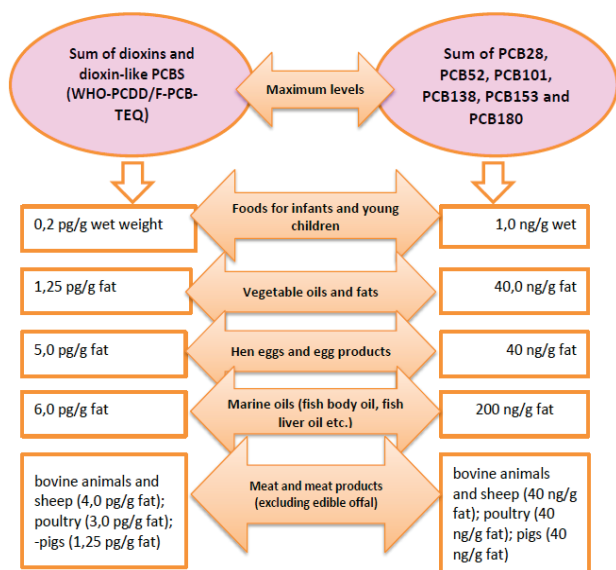 Sum of dioxins and
dioxin-like PCBS
(WHO-PCDD/F-PCB-
TEQ)
Maximum levels
Sum of PCB28,
PCB52, PCB101,
PCB138, PCB153 and
PCB180
0,2 pg/g wet weight
Foods for infants and young
children
1,0 ng/g wet
1,25 pg/g fat
Vegetable oils and fats
40,0 ng/g fat
5,0 pg/g fat
Hen eggs and egg products
40 ng/g fat
6,0 pg/g fat
Marine oils (fish body oil, fish
liver oil etc.)
200 ng/g fat
bovine animals and
sheep (4,0 pg/g fat);
poultry (3,0 pg/g fat);
-pigs (1,25 pg/g fat)
Meat and meat products
(excluding edible offal)
bovine animals
and sheep (40 ng/g
fat); poultry (40
ng/g fat); pigs (40
ng/g fat)